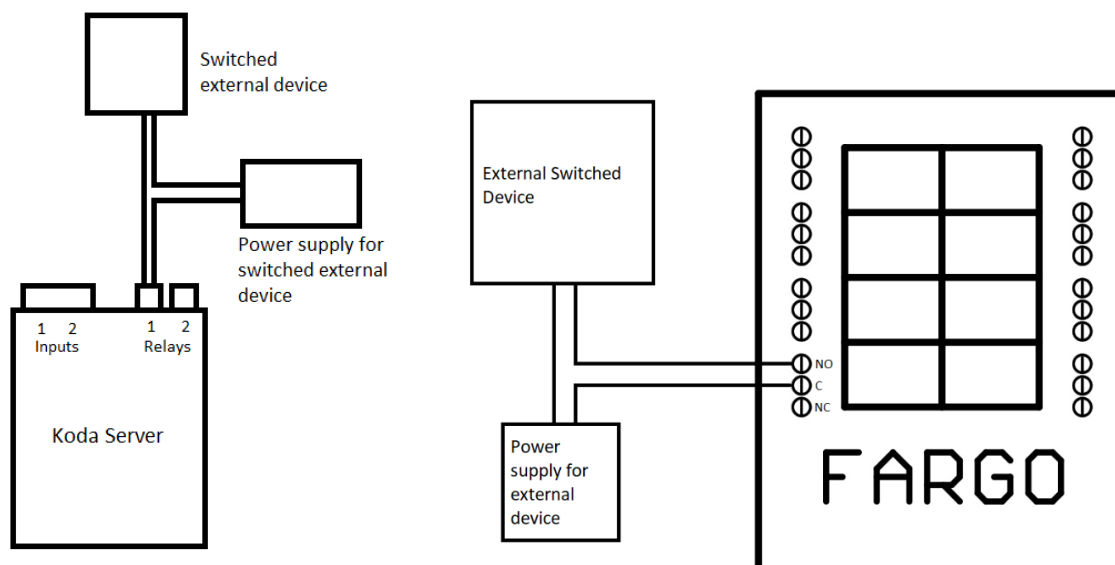 Switched
external device
Power supply for
switched external
device
1 2
Inputs
1 2
Relays
Koda Server
External Switched
Device
Power
supply for
external
device
NO
C
NC
FARGO